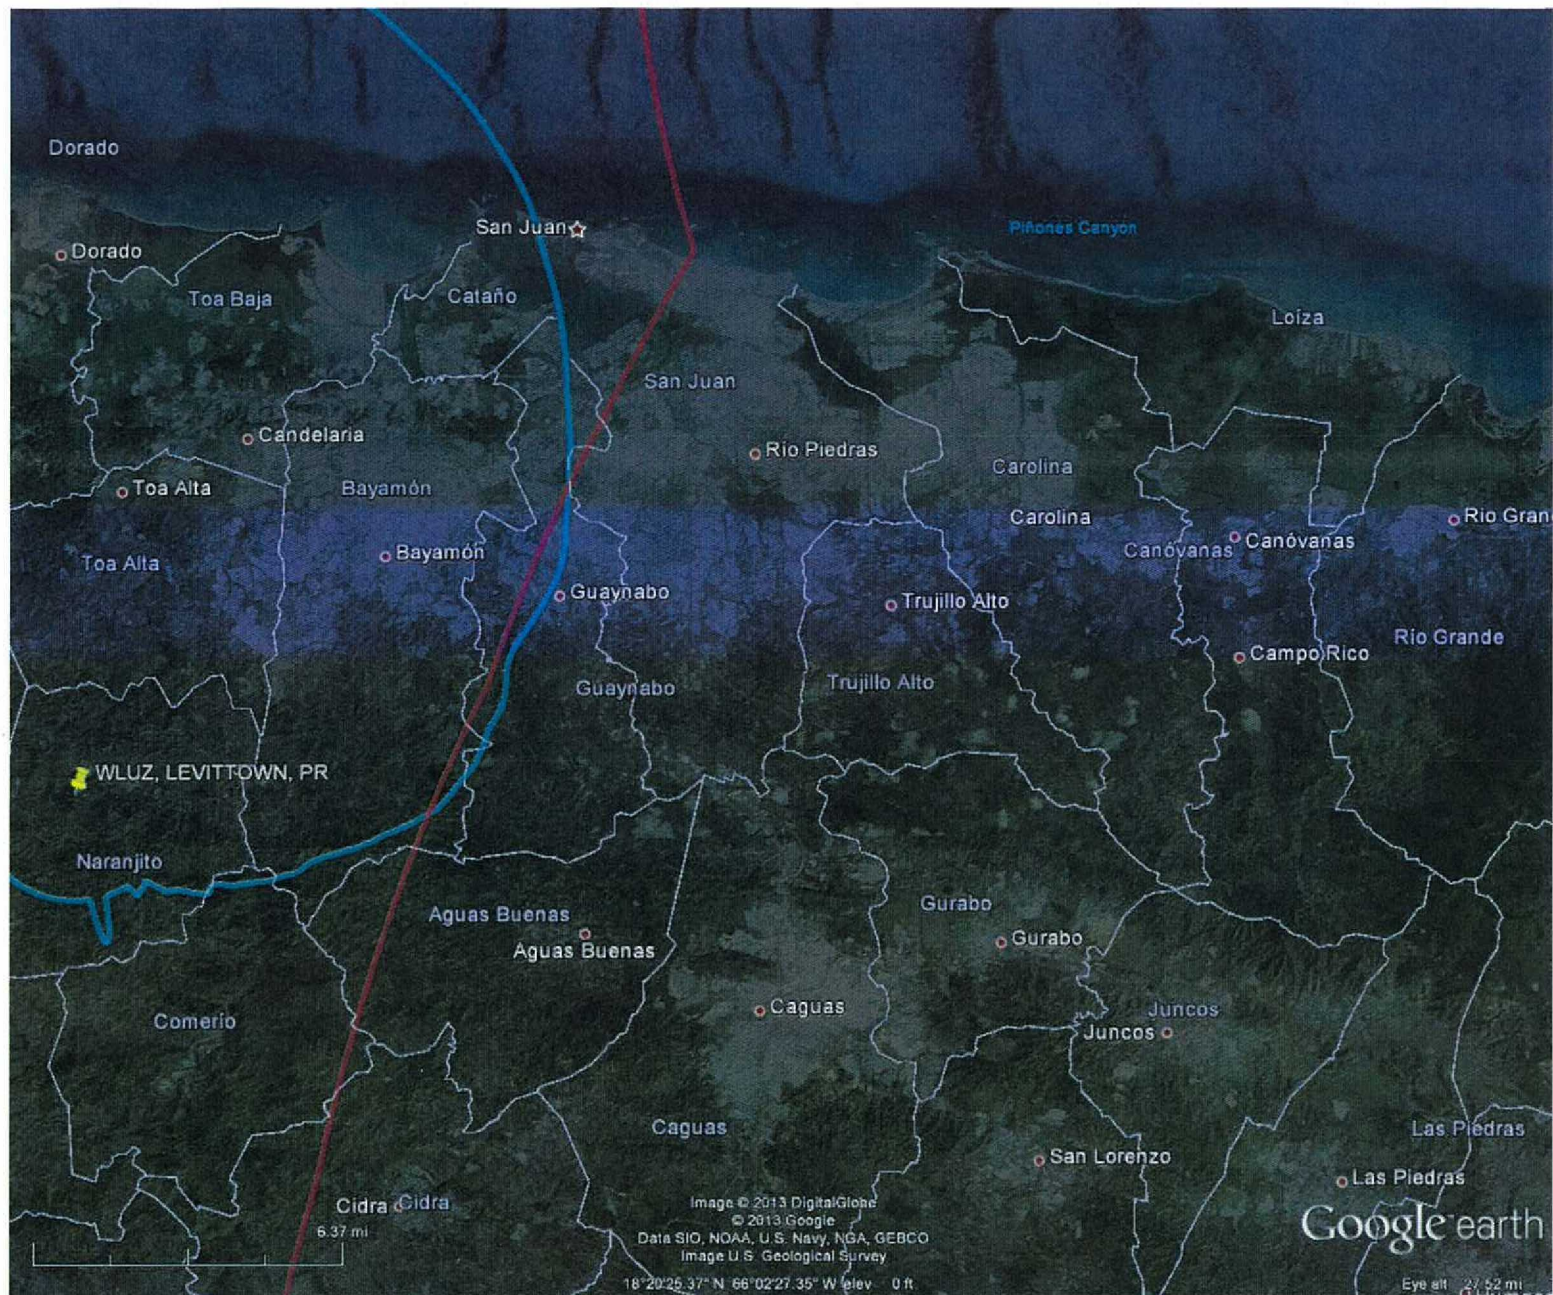 Dorado
San Juan
Piñones Canyon
Dorado
Toa Baja
Cataño
Loíza
San Juan
Candelaria
Río Piedras
Carolina
Toa Alta
Bayamón
Carolina
Río Gran
Toa Alta
Bayamón
Canóvanas
Canóvanas
Guaynabo
Trujillo Alto
Río Grande
Campo Rico
Guaynabo
Trujillo Alto
WLUZ, LEVITTOWN, PR
Naranjito
Aguas Buenas
Gurabo
Aguas Buenas
Gurabo
Caguas
Juncos
Comerío
Juncos
Caguas
Las Piedras
San Lorenzo
Las Piedras
Cidra
Cidra
6.37 mi
Image © 2013 DigitalGlobe
© 2013 Google
Data SIO, NOAA, U.S. Navy, NGA, GEBCO
Image U.S. Geological Survey
Google earth
18°20'25.37" N 66°02'27.35" W elev 0 ft
Eye alt 27.52 mi